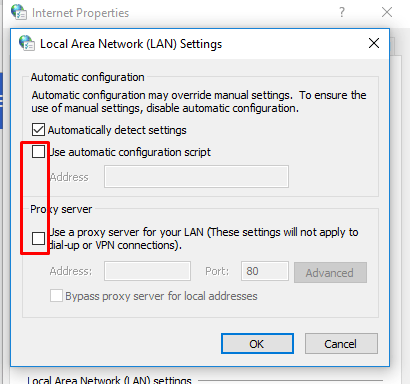 Internet Properties
Local Area Network (LAN) Settings
Automatic configuration
Automatic configuration may override manual settings. To ensure the
use of manual settings, disable automatic configuration.
Automatically detect settings
Use automatic configuration script
Address
Proxy server
Use a proxy server for your LAN (These settings will not apply to
dial-up or VPN connections).
Address: Port: 80 Advanced
Bypass proxy server for local addresses
OK Cancel
Local Area Network (LAN) settings